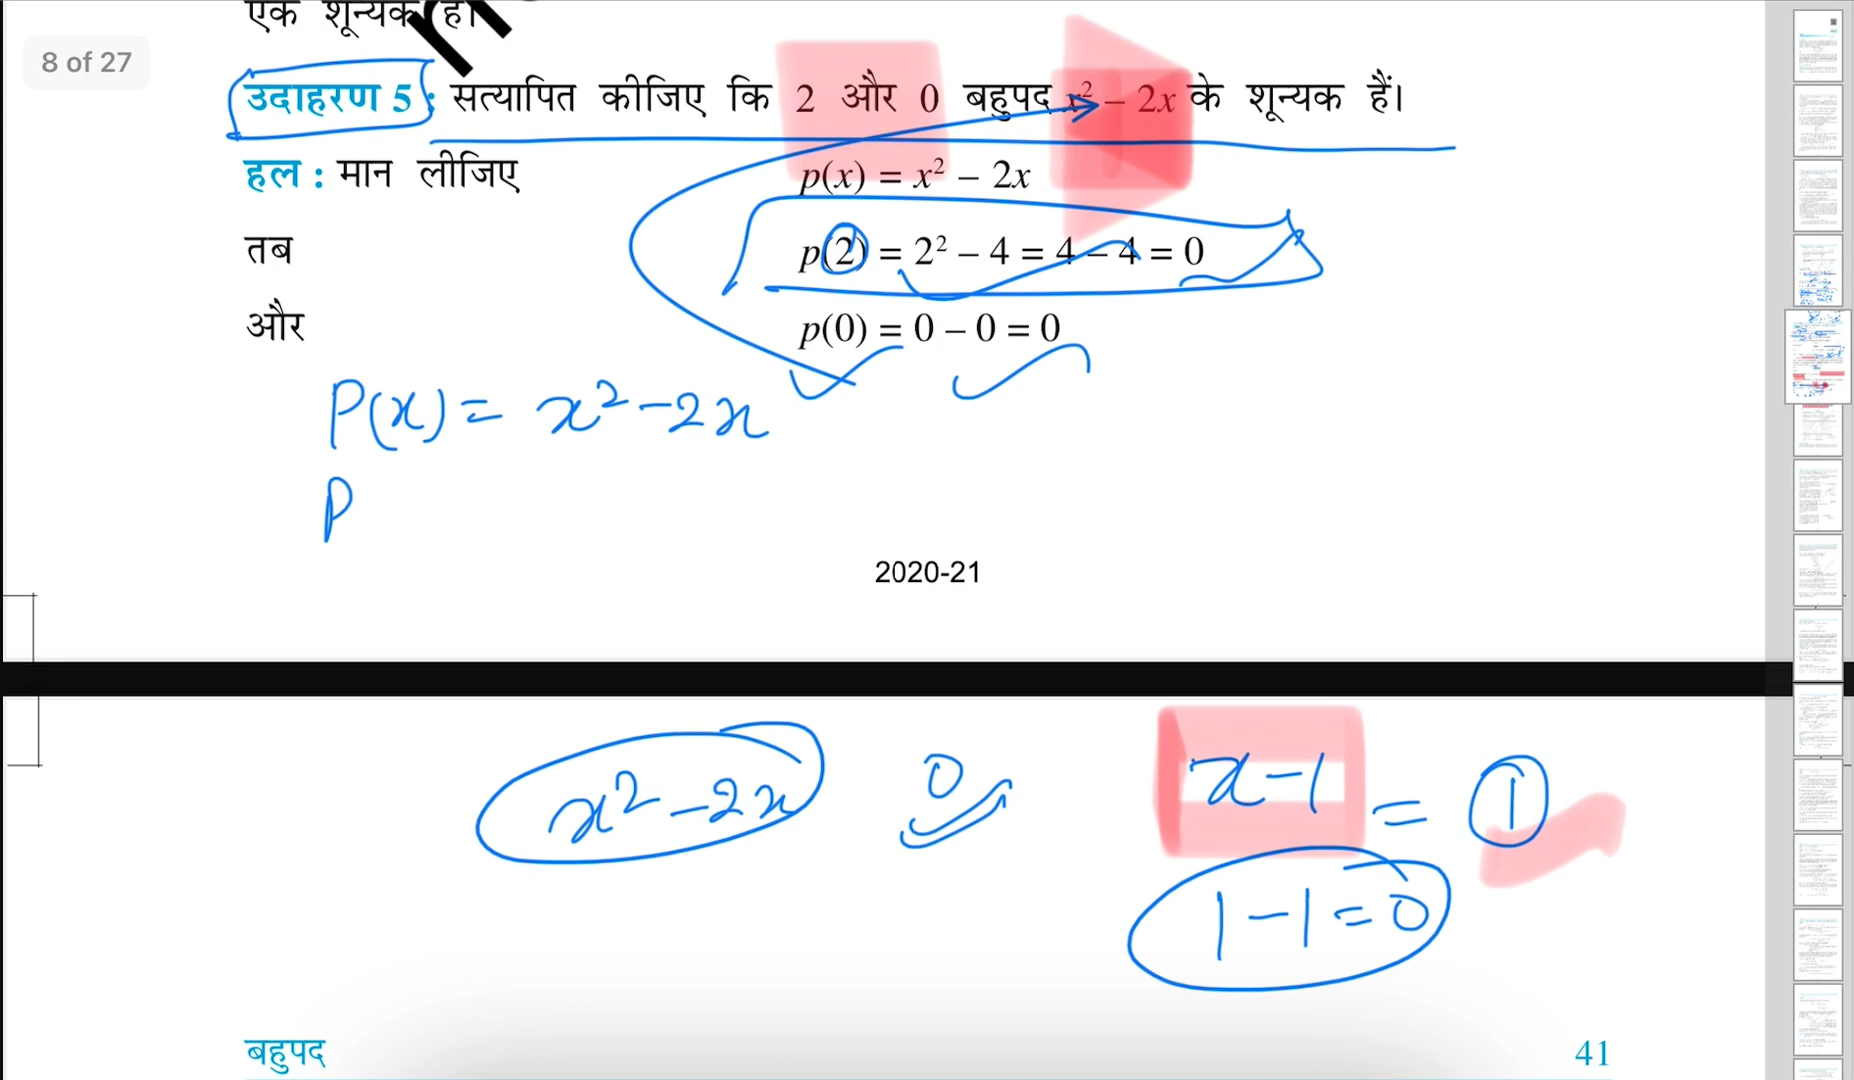 एक शून्यक है।
8 of 27
उदाहरण 5 : सत्यापित कीजिए कि 2 और 0 बहुपद x² – 2x के शून्यक हैं।
हल : मान लीजिए p(x) = x² – 2x
तब p(2) = 2² – 4 = 4 – 4 = 0
और p(0) = 0 – 0 = 0
P(x) = x² – 2x
P
2020-21
x² – 2x 0 x – 1 = 1
1 – 1 = 0
बहुपद 41